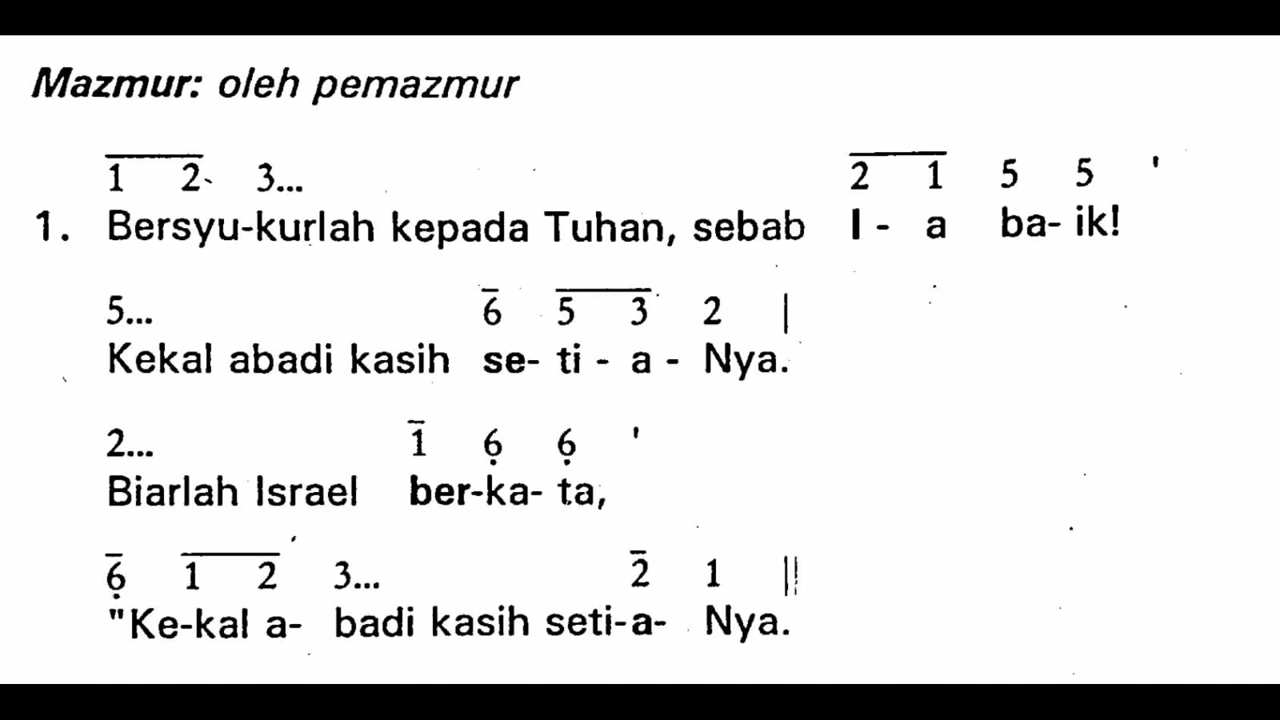 Mazmur: oleh pemazmur
1 2 3... 2 1 5 5 '
1. Bersyu-kurlah kepada Tuhan, sebab I - a ba- ik!
5... 6̅ 5 3 2 |
Kekal abadi kasih se- ti - a - Nya.
2... 1̅ 6̣ 6̣ '
Biarlah Israel ber-ka- ta,
6̣̅ 1 2 3... 2̅ 1 ||
"Ke-kal a- badi kasih seti-a- Nya.